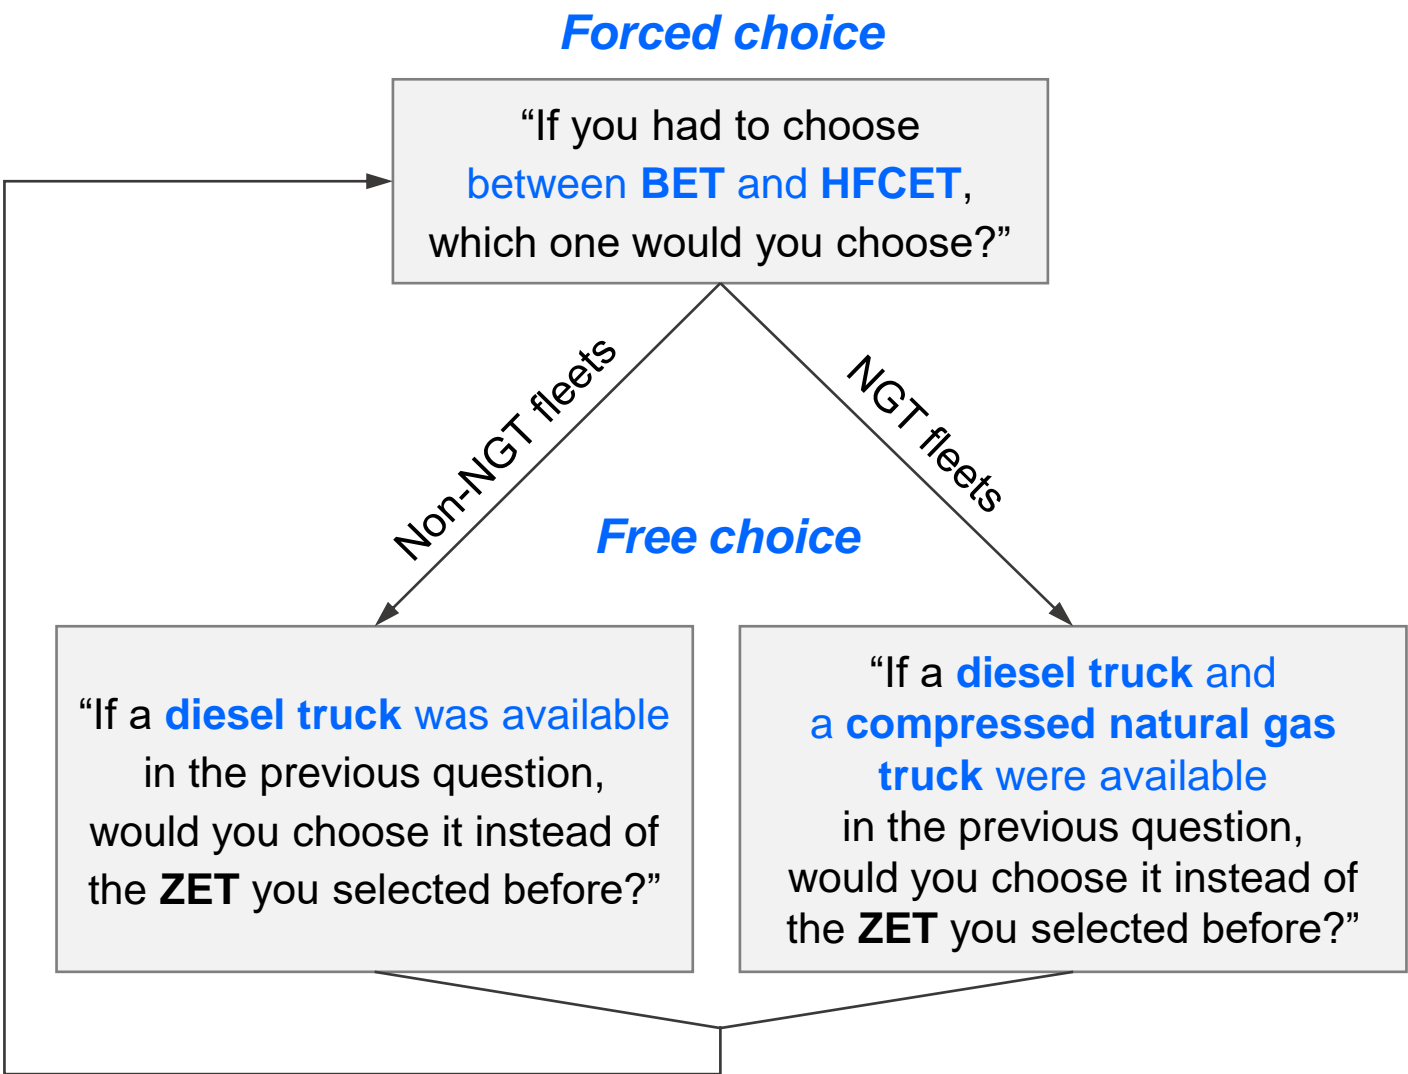 Forced choice
“If you had to choose
between BET and HFCET,
which one would you choose?”
Non-NGT fleets
NGT fleets
Free choice
“If a diesel truck was available
in the previous question,
would you choose it instead of
the ZET you selected before?”
“If a diesel truck and
a compressed natural gas
truck were available
in the previous question,
would you choose it instead of
the ZET you selected before?”